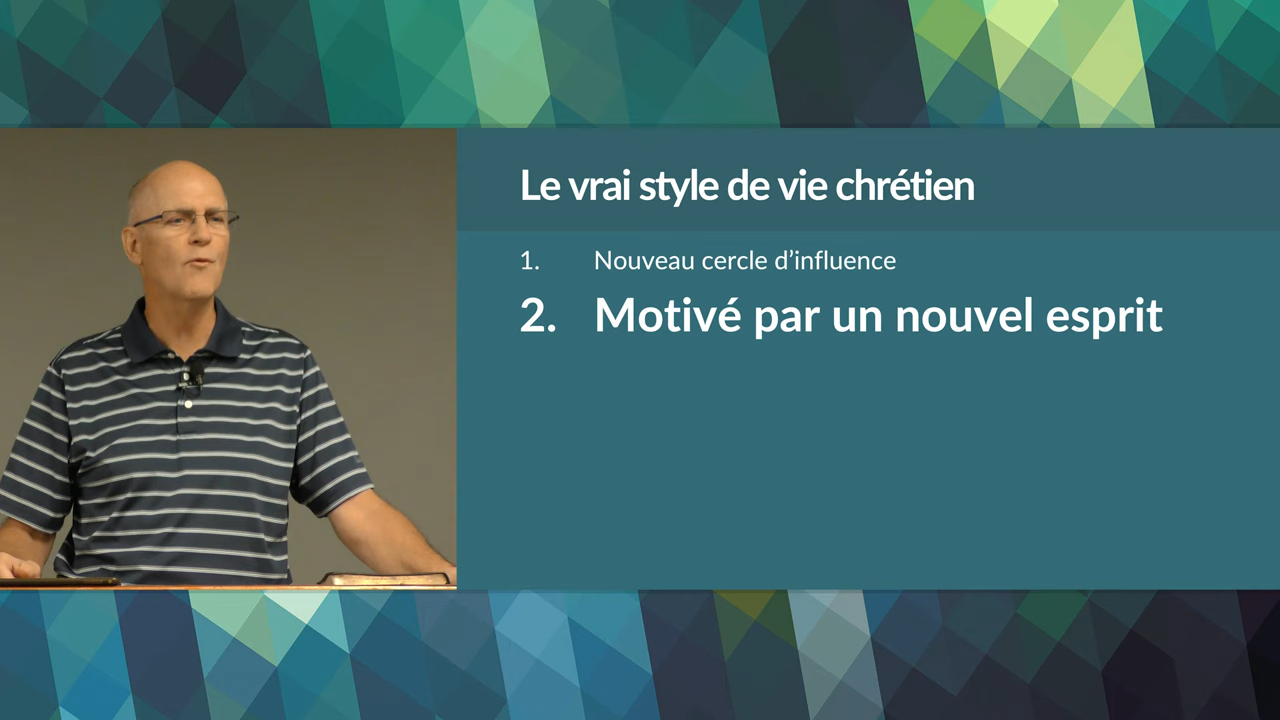 Le vrai style de vie chrétien
1. Nouveau cercle d’influence
2. Motivé par un nouvel esprit